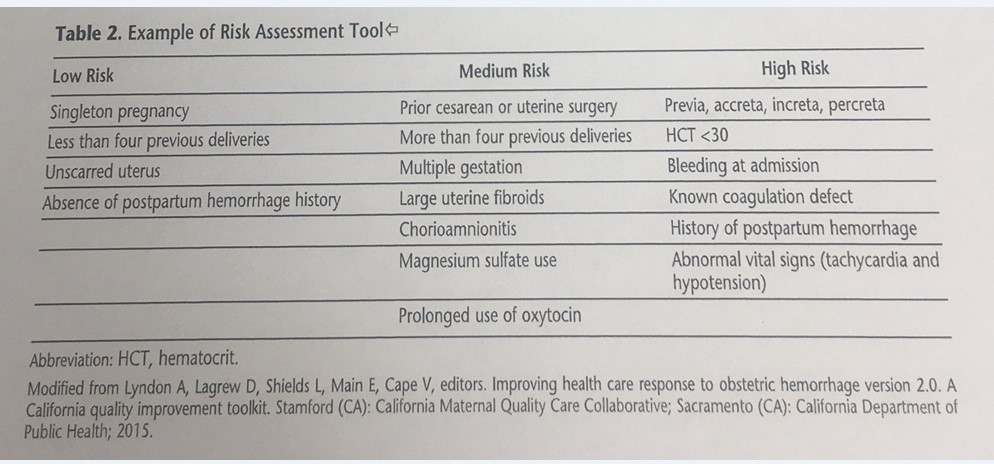 Table 2. Example of Risk Assessment Tool⇦
Low Risk Medium Risk High Risk
Singleton pregnancy Prior cesarean or uterine surgery Previa, accreta, increta, percreta
Less than four previous deliveries More than four previous deliveries HCT <30
Unscarred uterus Multiple gestation Bleeding at admission
Absence of postpartum hemorrhage history Large uterine fibroids Known coagulation defect
Chorioamnionitis History of postpartum hemorrhage
Magnesium sulfate use Abnormal vital signs (tachycardia and
hypotension)
Prolonged use of oxytocin
Abbreviation: HCT, hematocrit.
Modified from Lyndon A, Lagrew D, Shields L, Main E, Cape V, editors. Improving health care response to obstetric hemorrhage version 2.0. A
California quality improvement toolkit. Stamford (CA): California Maternal Quality Care Collaborative; Sacramento (CA): California Department of
Public Health; 2015.